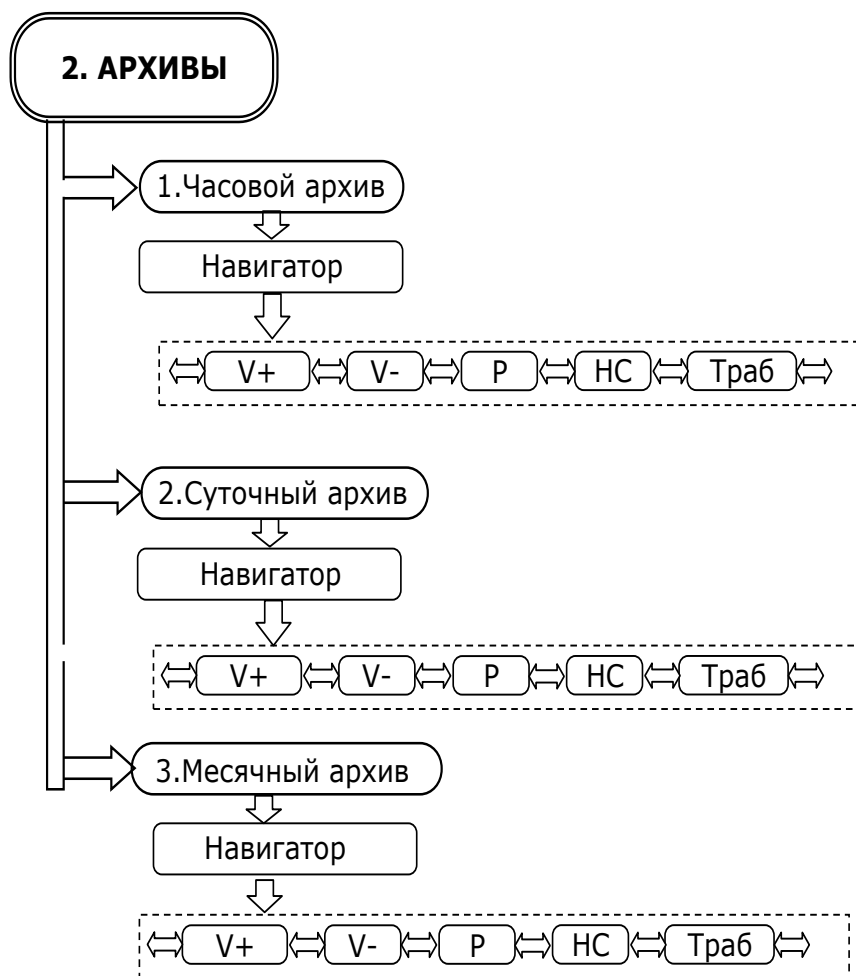 2. АРХИВЫ
1.Часовой архив
Навигатор
V+ V- P НС Траб
2.Суточный архив
Навигатор
V+ V- P НС Траб
3.Месячный архив
Навигатор
V+ V- P НС Траб